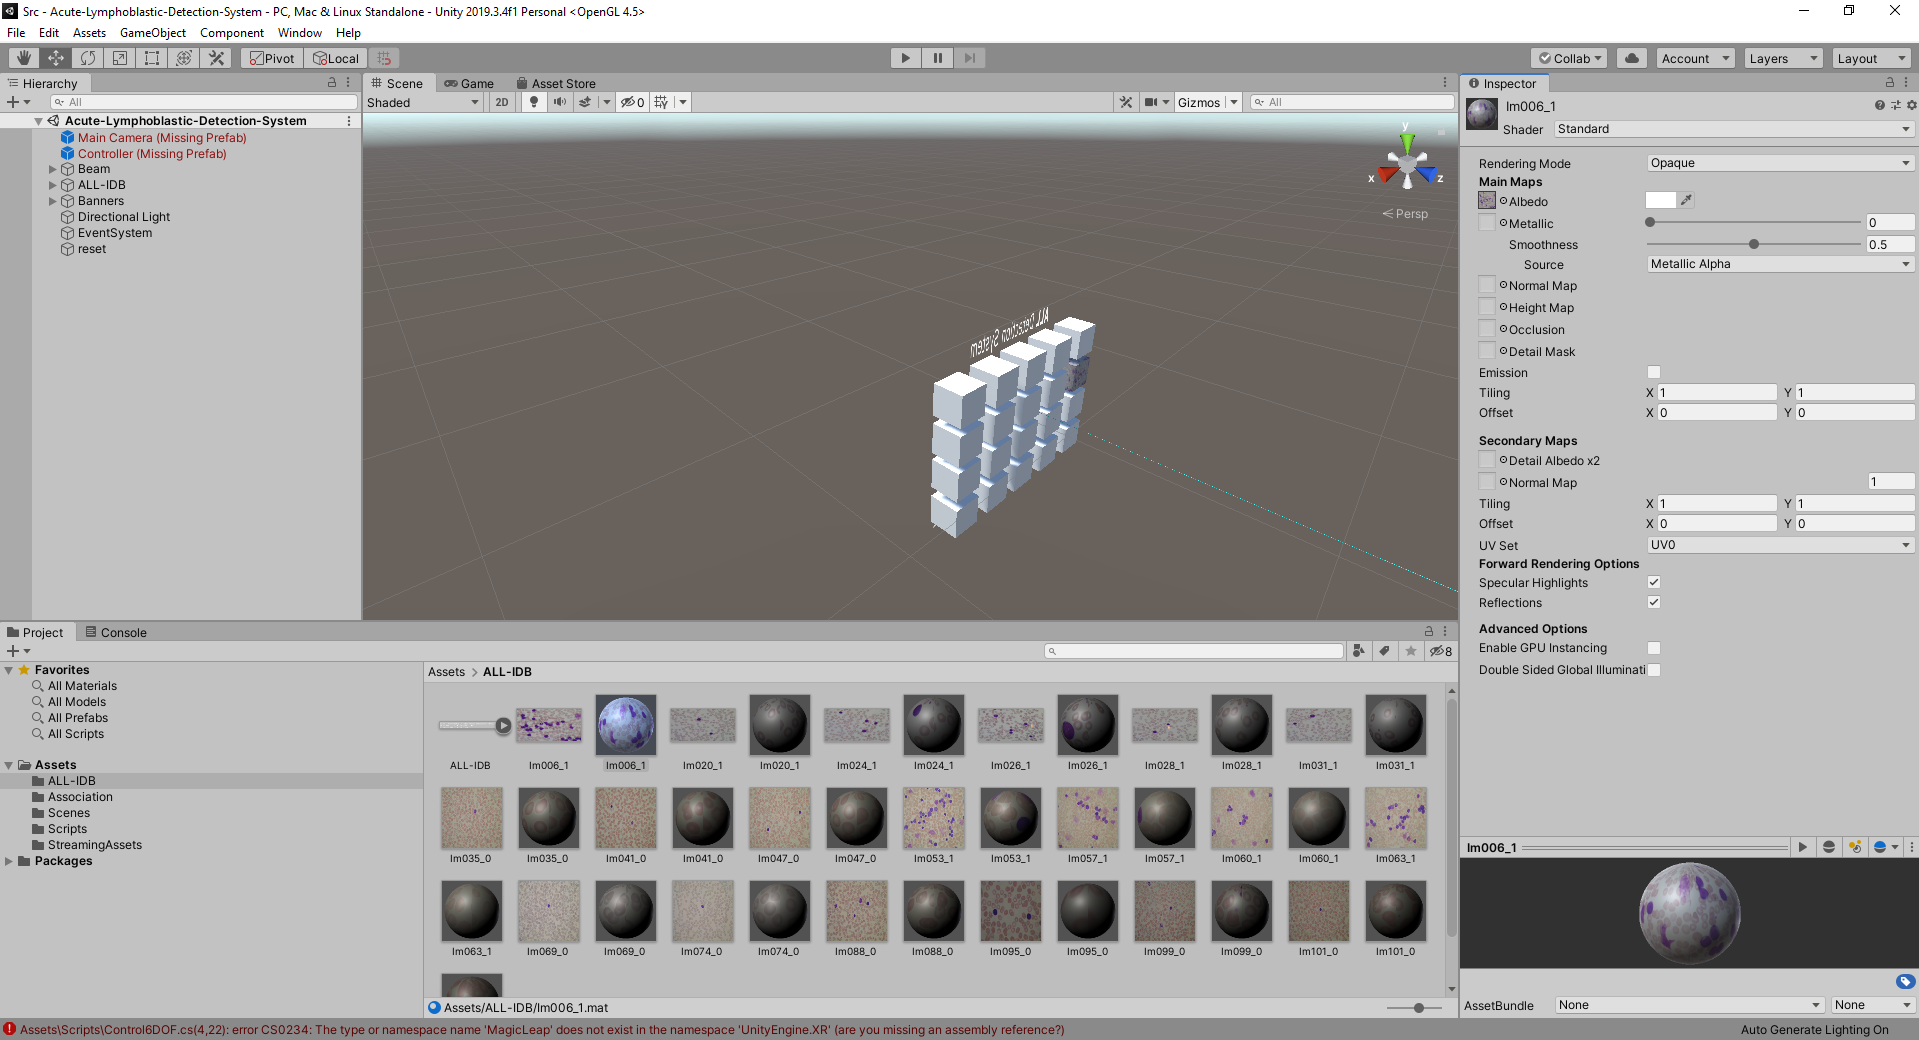 Src - Acute-Lymphoblastic-Detection-System - PC, Mac & Linux Standalone - Unity 2019.3.4f1 Personal <OpenGL 4.5>
File Edit Assets GameObject Component Window Help
Pivot Local Collab Account Layers Layout
Hierarchy
All
Acute-Lymphoblastic-Detection-System
Main Camera (Missing Prefab)
Controller (Missing Prefab)
Beam
ALL-IDB
Banners
Directional Light
EventSystem
reset
Scene Game Asset Store
Shaded 2D 0 Gizmos All
y
x z
Persp
ALL Detection System
Inspector
Im006_1
Shader Standard
Rendering Mode Opaque
Main Maps
Albedo
Metallic 0
Smoothness 0.5
Source Metallic Alpha
Normal Map
Height Map
Occlusion
Detail Mask
Emission
Tiling X 1 Y 1
Offset X 0 Y 0
Secondary Maps
Detail Albedo x2
Normal Map 1
Tiling X 1 Y 1
Offset X 0 Y 0
UV Set UV0
Forward Rendering Options
Specular Highlights
Reflections
Advanced Options
Enable GPU Instancing
Double Sided Global Illuminati
Project Console
8
Favorites
All Materials
All Models
All Prefabs
All Scripts
Assets
ALL-IDB
Association
Scenes
Scripts
StreamingAssets
Packages
Assets > ALL-IDB
ALL-IDB Im006_1 Im006_1 Im020_1 Im020_1 Im024_1 Im024_1 Im026_1 Im026_1 Im028_1 Im028_1 Im031_1 Im031_1
Im035_0 Im035_0 Im041_0 Im041_0 Im047_0 Im047_0 Im053_1 Im053_1 Im057_1 Im057_1 Im060_1 Im060_1 Im063_1
Im063_1 Im069_0 Im069_0 Im074_0 Im074_0 Im088_0 Im088_0 Im095_0 Im095_0 Im099_0 Im099_0 Im101_0 Im101_0
Assets/ALL-IDB/Im006_1.mat
Im006_1
AssetBundle None None
Assets\Scripts\Control6DOF.cs(4,22): error CS0234: The type or namespace name 'MagicLeap' does not exist in the namespace 'UnityEngine.XR' (are you missing an assembly reference?)
Auto Generate Lighting On